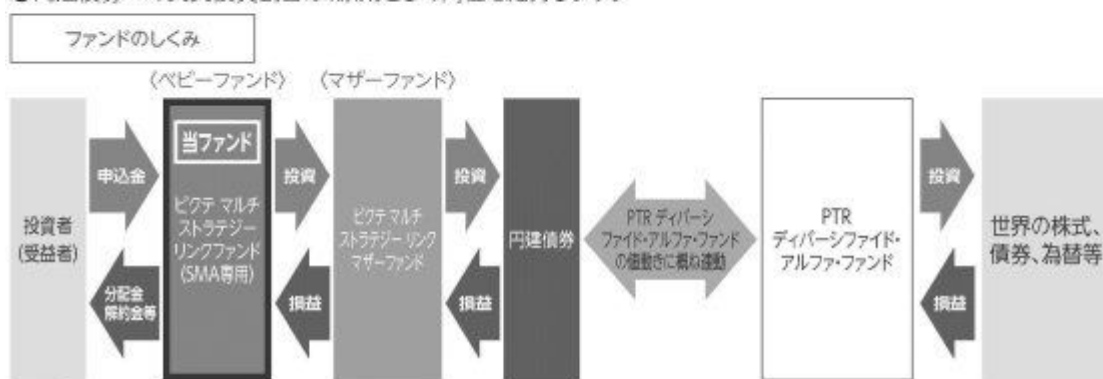 ファンドのしくみ
〈ベビーファンド〉
〈マザーファンド〉
投資者
(受益者)
申込金
分配金
解約金等
当ファンド
ピクテ マルチ
ストラテジー
リンクファンド
(SMA専用)
投資
損益
ピクテ マルチ
ストラテジー リンク
マザーファンド
投資
損益
円建債券
PTR ディバーシ
ファイド・アルファ・ファンド
の値動きに概ね連動
PTR
ディバーシファイド・
アルファ・ファンド
投資
損益
世界の株式、
債券、為替等